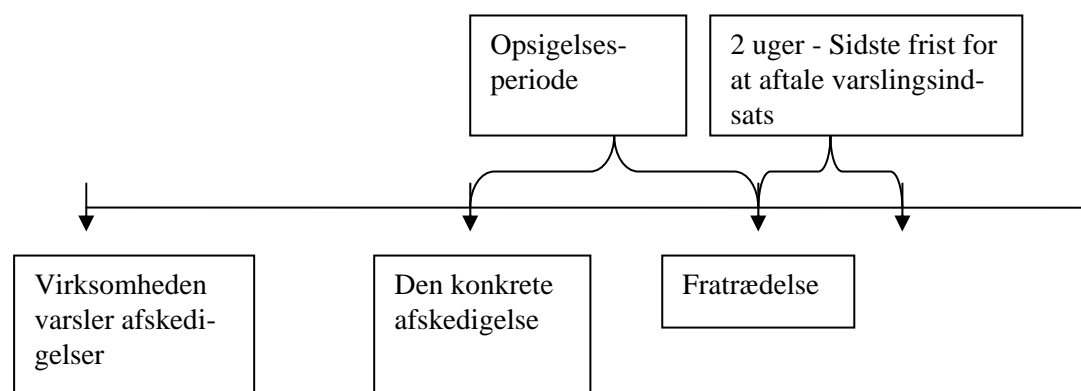 Opsigelses-
periode
2 uger - Sidste frist for
at aftale varslingsind-
sats
Virksomheden
varsler afskedi-
gelser
Den konkrete
afskedigelse
Fratrædelse